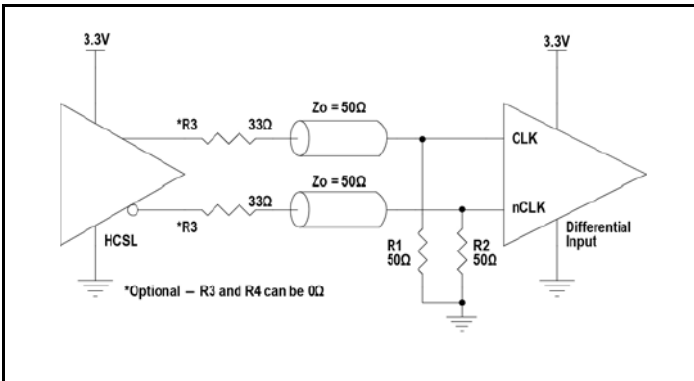 3.3V
3.3V
*R3
33Ω
Zo = 50Ω
CLK
Zo = 50Ω
*R3
33Ω
nCLK
HCSL
R1
50Ω
R2
50Ω
Differential
Input
*Optional – R3 and R4 can be 0Ω